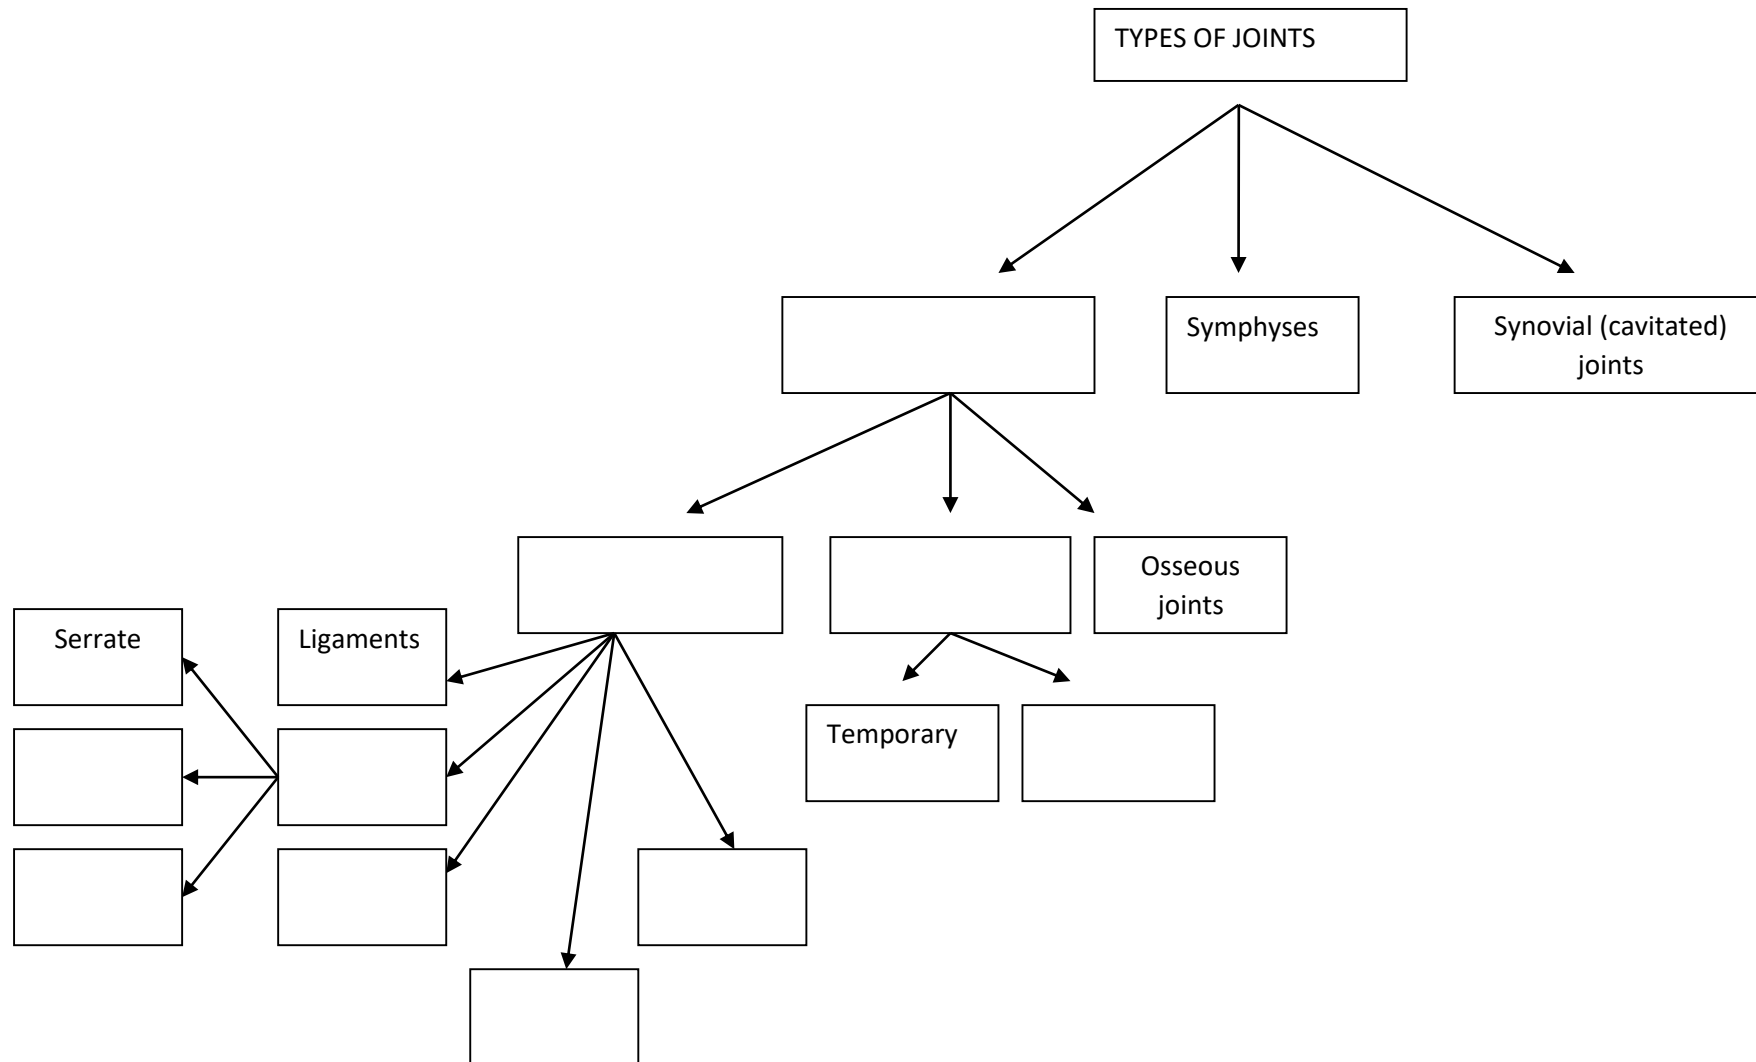 TYPES OF JOINTS
Symphyses
Synovial (cavitated)
joints
Osseous
joints
Serrate
Ligaments
Temporary